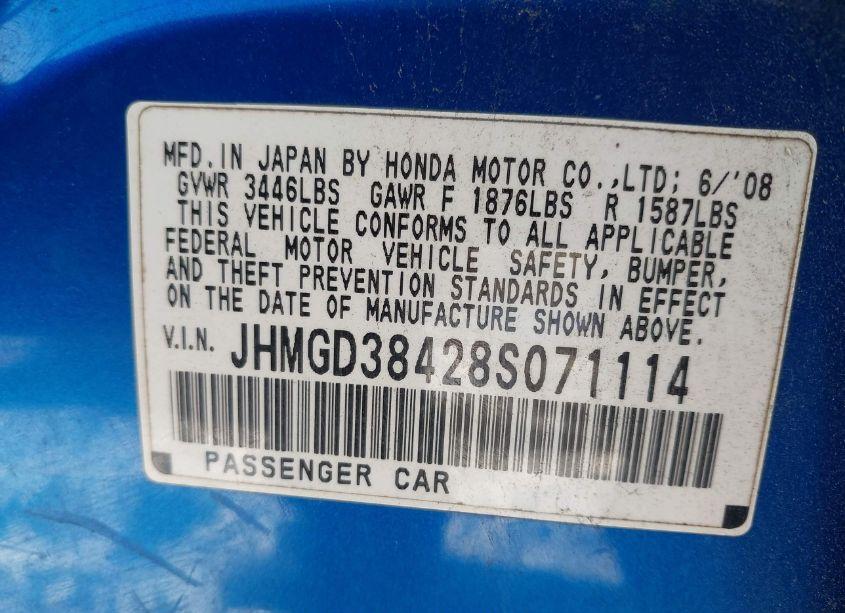 MFD. IN JAPAN BY HONDA MOTOR CO.,LTD; 6/'08
GVWR 3446LBS GAWR F 1876LBS R 1587LBS
THIS VEHICLE CONFORMS TO ALL APPLICABLE
FEDERAL MOTOR VEHICLE SAFETY, BUMPER,
AND THEFT PREVENTION STANDARDS IN EFFECT
ON THE DATE OF MANUFACTURE SHOWN ABOVE.
V.I.N. JHMGD38428S071114
PASSENGER CAR